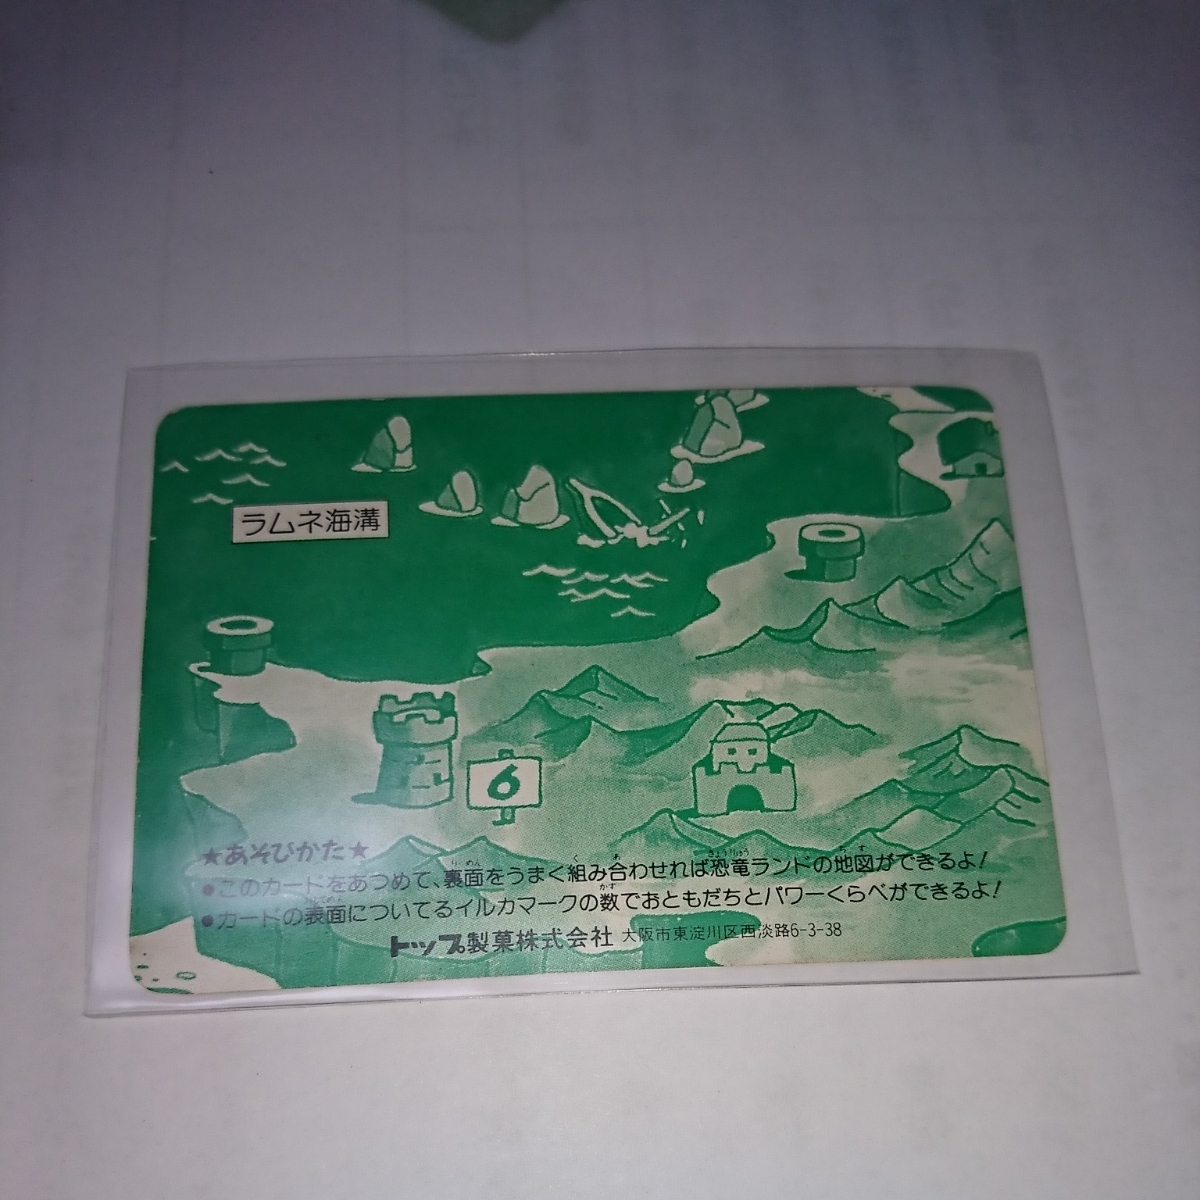 ラムネ海溝
6
★あそびかた★
●このカードをあつめて、裏面をうまく組み合わせれば恐竜ランドの地図ができるよ!
●カードの表面についてるイルカマークの数でおともだちとパワーくらべができるよ!
トップ製菓株式会社 大阪市東淀川区西淡路6-3-38